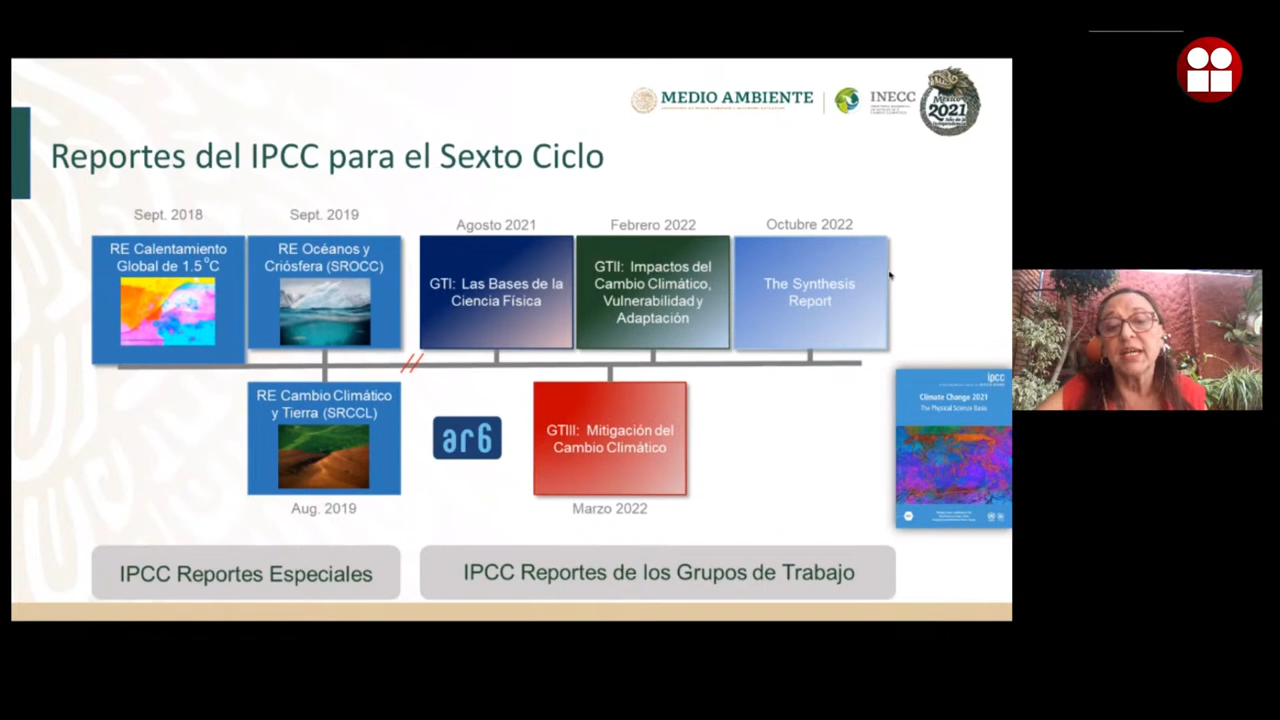 MEDIO AMBIENTE
INECC
México
2021
Reportes del IPCC para el Sexto Ciclo
Sept. 2018
Sept. 2019
Agosto 2021
Febrero 2022
Octubre 2022
RE Calentamiento
Global de 1.5 °C
RE Océanos y
Criósfera (SROCC)
GTI: Las Bases de la
Ciencia Física
GTII: Impactos del
Cambio Climático,
Vulnerabilidad y
Adaptación
The Synthesis
Report
RE Cambio Climático
y Tierra (SRCCL)
ar6
GTIII: Mitigación del
Cambio Climático
Aug. 2019
Marzo 2022
ipcc
Climate Change 2021
The Physical Science Basis
IPCC Reportes Especiales
IPCC Reportes de los Grupos de Trabajo